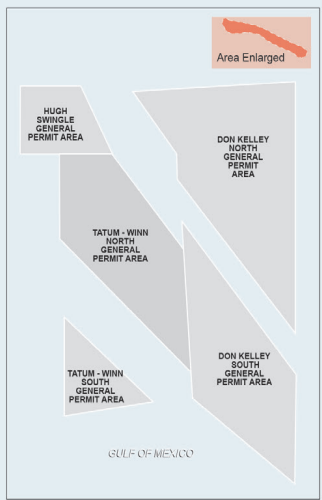 Area Enlarged
HUGH
SWINGLE
GENERAL
PERMIT AREA
DON KELLEY
NORTH
GENERAL
PERMIT
AREA
TATUM - WINN
NORTH
GENERAL
PERMIT AREA
DON KELLEY
SOUTH
GENERAL
PERMIT AREA
TATUM - WINN
SOUTH
GENERAL
PERMIT AREA
GULF OF MEXICO